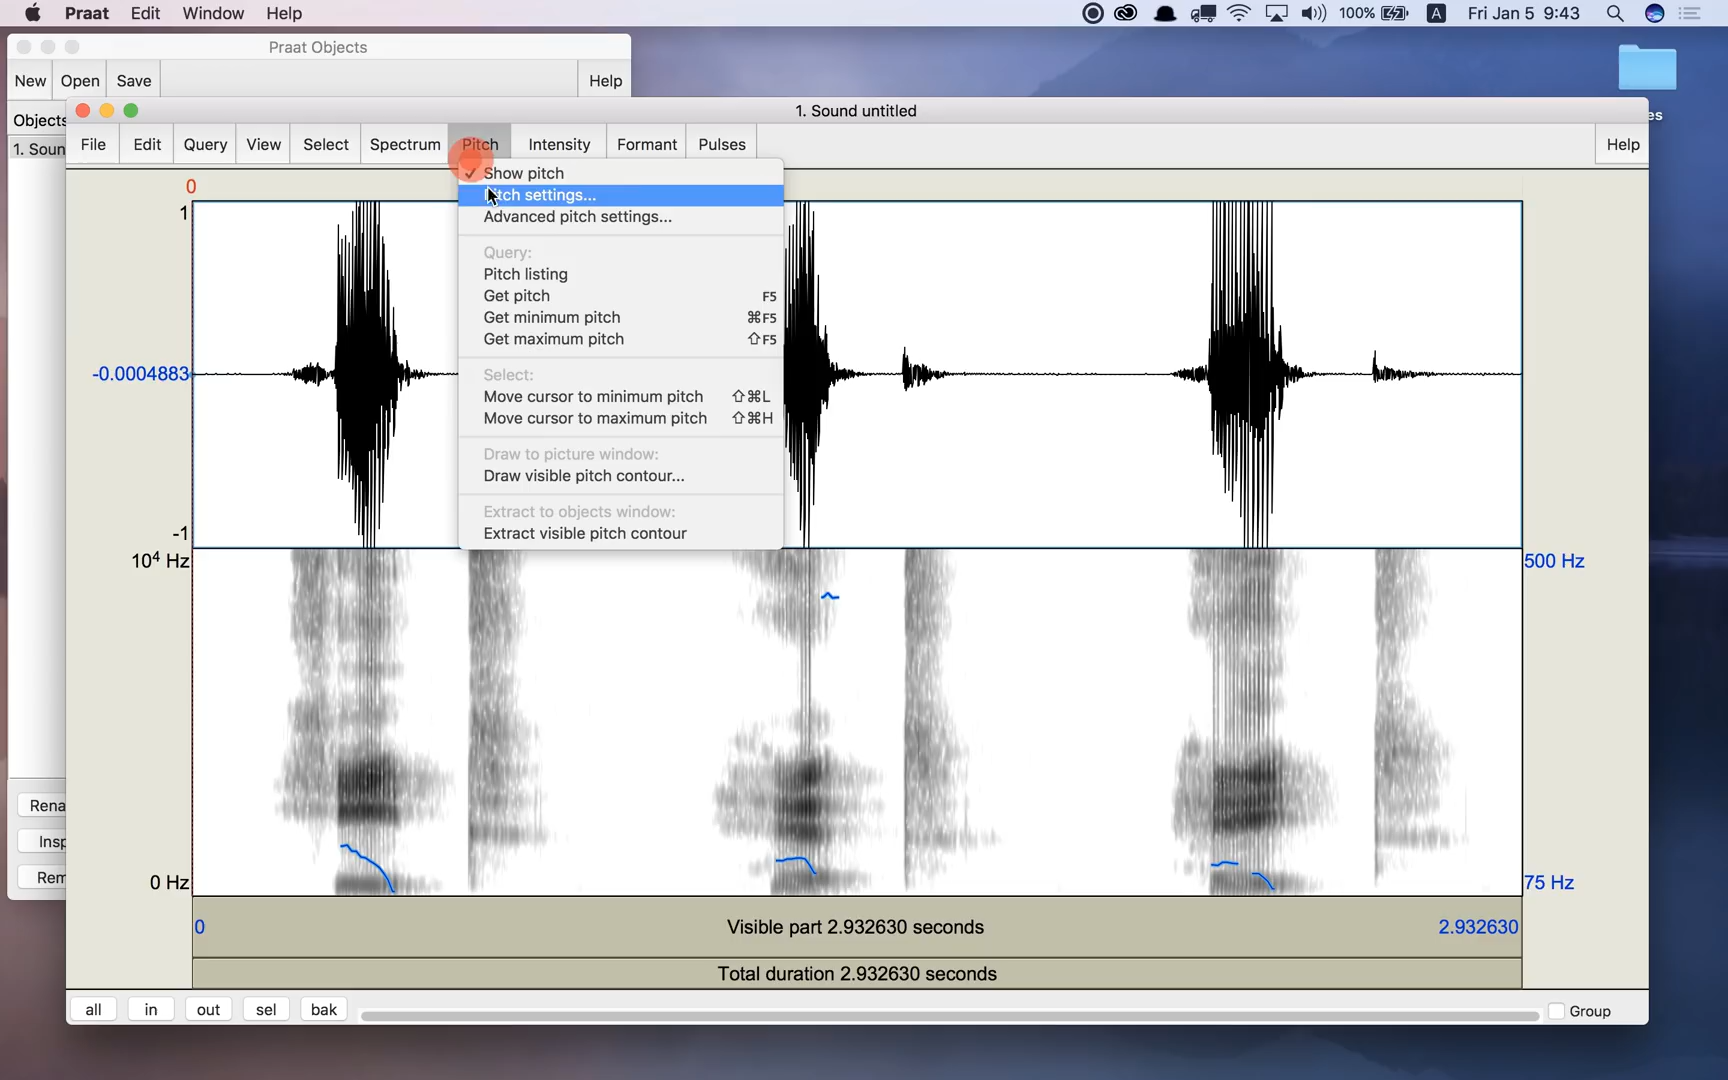 Praat Edit Window Help 100% A Fri Jan 5 9:43
Praat Objects
New Open Save Help
Objects
1. Soun
1. Sound untitled
es
File Edit Query View Select Spectrum Pitch Intensity Formant Pulses Help
✓ Show pitch
Pitch settings...
Advanced pitch settings...
Query:
Pitch listing
Get pitch F5
Get minimum pitch ⌘F5
Get maximum pitch ⇧F5
Select:
Move cursor to minimum pitch ⇧⌘L
Move cursor to maximum pitch ⇧⌘H
Draw to picture window:
Draw visible pitch contour...
Extract to objects window:
Extract visible pitch contour
0
1
-0.0004883
-1
10⁴ Hz 500 Hz
0 Hz 75 Hz
Rena
Insp
Rem
0 Visible part 2.932630 seconds 2.932630
Total duration 2.932630 seconds
all in out sel bak Group